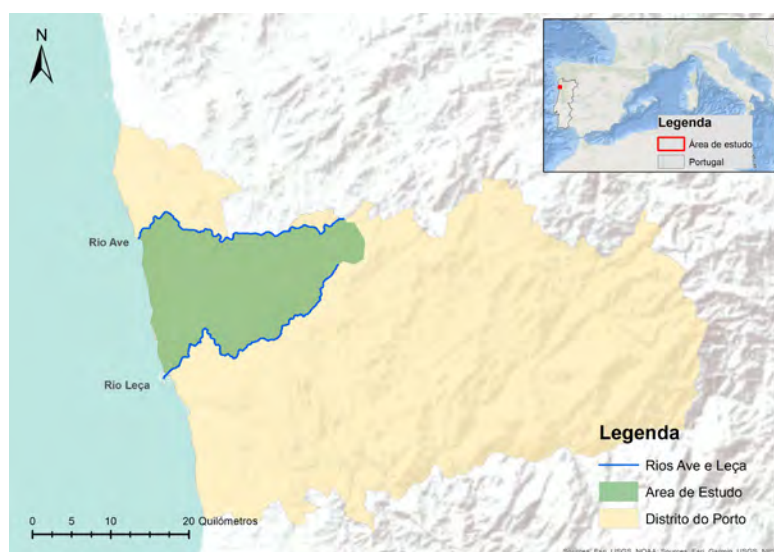 N
Legenda
Área de estudo
Portugal
Rio Ave
Rio Leça
Legenda
Rios Ave e Leça
Área de Estudo
Distrito do Porto
0 5 10 20 Quilómetros